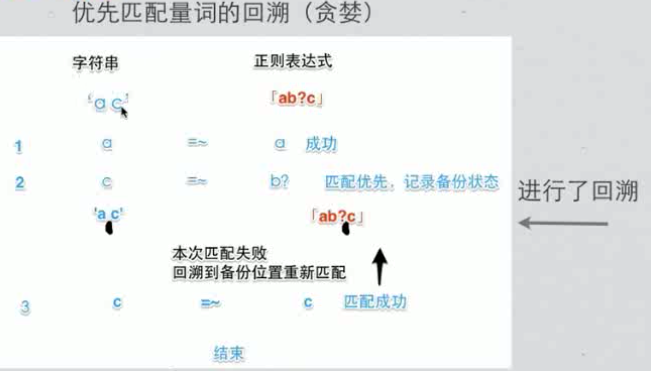 优先匹配量词的回溯（贪婪）
字符串 正则表达式
'a c' 「ab?c」
1 a =~ a 成功
2 c =~ b? 匹配优先，记录备份状态
进行了回溯
'a c' 「ab?c」
本次匹配失败
回溯到备份位置重新匹配
3 c =~ c 匹配成功
结束